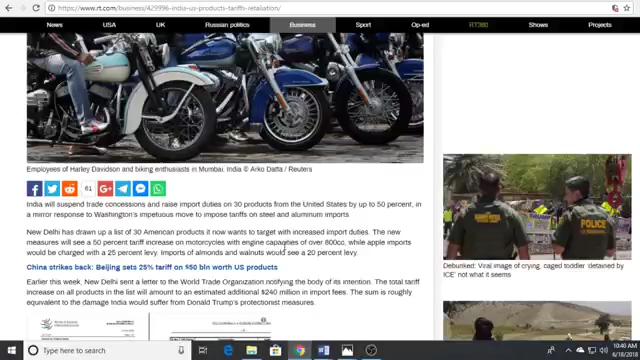 https://www.rt.com/business/429996-india-us-products-tariffs-retaliation/
News USA UK Russian politics Business Sport Op-ed RT360 Shows Projects
Employees of Harley Davidson and biking enthusiasts in Mumbai, India © Arko Datta / Reuters
61
India will suspend trade concessions and raise import duties on 30 products from the United States by up to 50 percent, in
a mirror response to Washington's impetuous move to impose tariffs on steel and aluminum imports
New Delhi has drawn up a list of 30 American products it now wants to target with increased import duties. The new
measures will see a 50 percent tariff increase on motorcycles with engine capacities of over 800cc, while apple imports
would be charged with a 25 percent levy. Imports of almonds and walnuts would see a 20 percent levy.
China strikes back: Beijing sets 25% tariff on $50 bln worth US products
Earlier this week, New Delhi sent a letter to the World Trade Organization notifying the body of its intention. The total tariff
increase on all products in the list will amount to an estimated additional $240 million in import fees. The sum is roughly
equivalent to the damage India would suffer from Donald Trump's protectionist measures.
POLICE
Debunked: Viral image of crying, caged toddler 'detained by
ICE' not what it seems
Type here to search
10:40 AM
6/18/2018